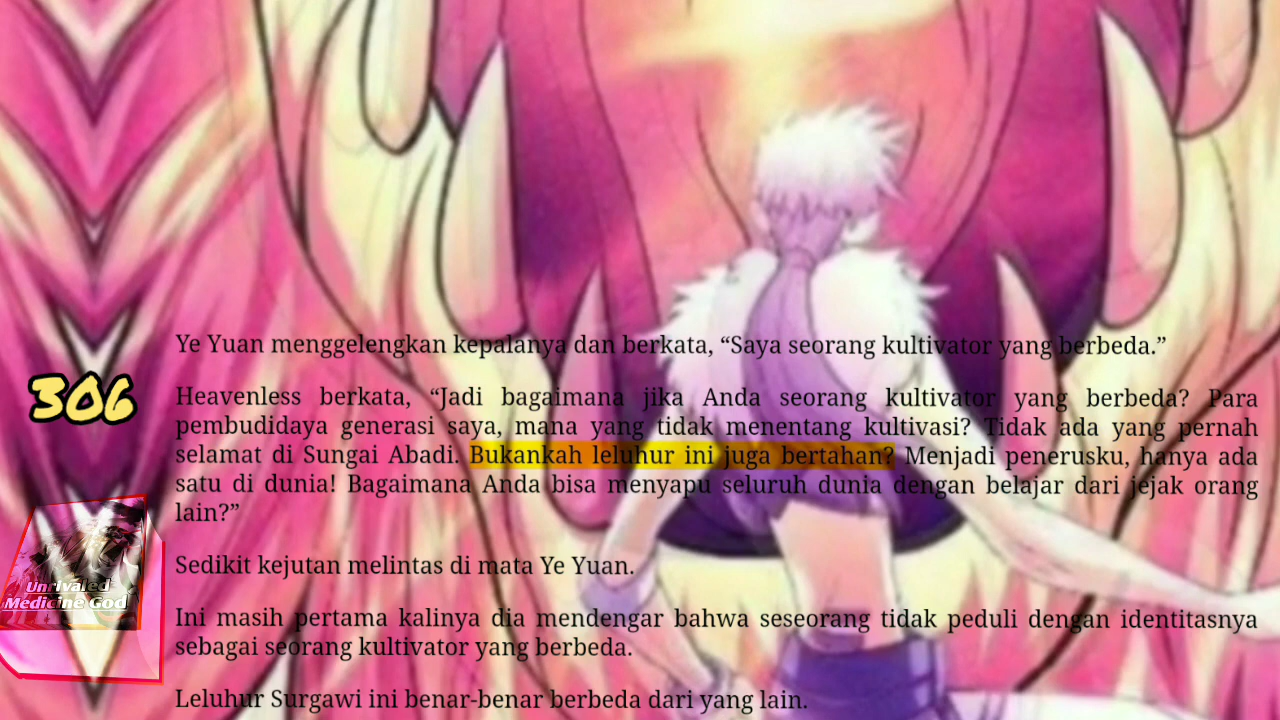 Ye Yuan menggelengkan kepalanya dan berkata, “Saya seorang kultivator yang berbeda.”
306
Heavenless berkata, “Jadi bagaimana jika Anda seorang kultivator yang berbeda? Para
pembudidaya generasi saya, mana yang tidak menentang kultivasi? Tidak ada yang pernah
selamat di Sungai Abadi. Bukankah leluhur ini juga bertahan? Menjadi penerusku, hanya ada
satu di dunia! Bagaimana Anda bisa menyapu seluruh dunia dengan belajar dari jejak orang
lain?”
Sedikit kejutan melintas di mata Ye Yuan.
Unrivaled
Medicine God
Ini masih pertama kalinya dia mendengar bahwa seseorang tidak peduli dengan identitasnya
sebagai seorang kultivator yang berbeda.
Leluhur Surgawi ini benar-benar berbeda dari yang lain.